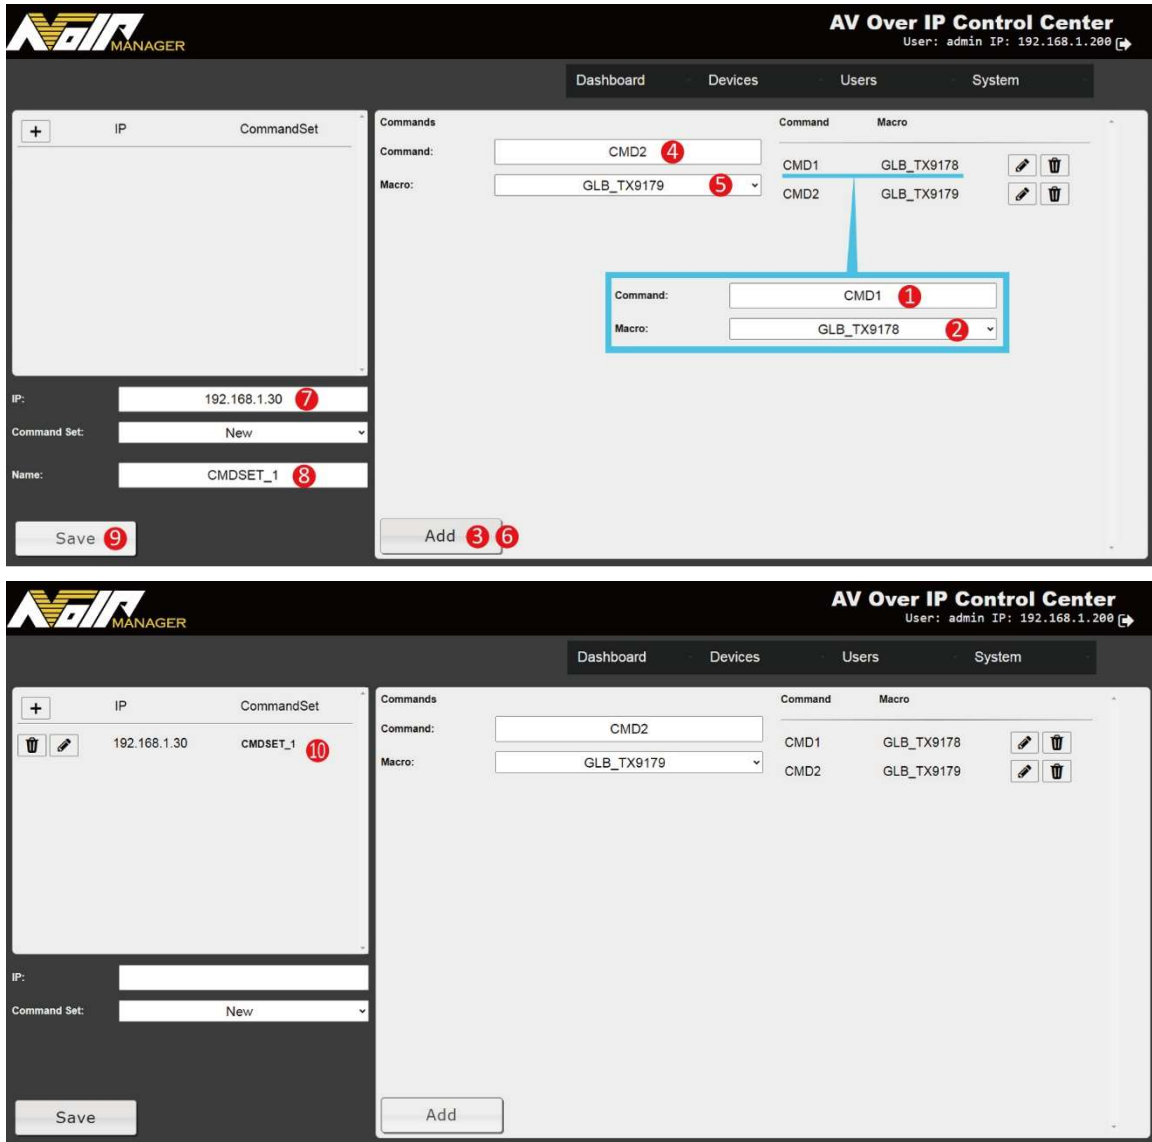 AVoIP MANAGER
AV Over IP Control Center
User: admin IP: 192.168.1.200
Dashboard Devices Users System
+ IP CommandSet
Commands
Command: CMD2 4
Macro: GLB_TX9179 5
Command Macro
CMD1 GLB_TX9178
CMD2 GLB_TX9179
Command: CMD1 1
Macro: GLB_TX9178 2
IP: 192.168.1.30 7
Command Set: New
Name: CMDSET_1 8
Save 9
Add 3 6
AVoIP MANAGER
AV Over IP Control Center
User: admin IP: 192.168.1.200
Dashboard Devices Users System
+ IP CommandSet
192.168.1.30 CMDSET_1 10
Commands
Command: CMD2
Macro: GLB_TX9179
Command Macro
CMD1 GLB_TX9178
CMD2 GLB_TX9179
IP:
Command Set: New
Save
Add